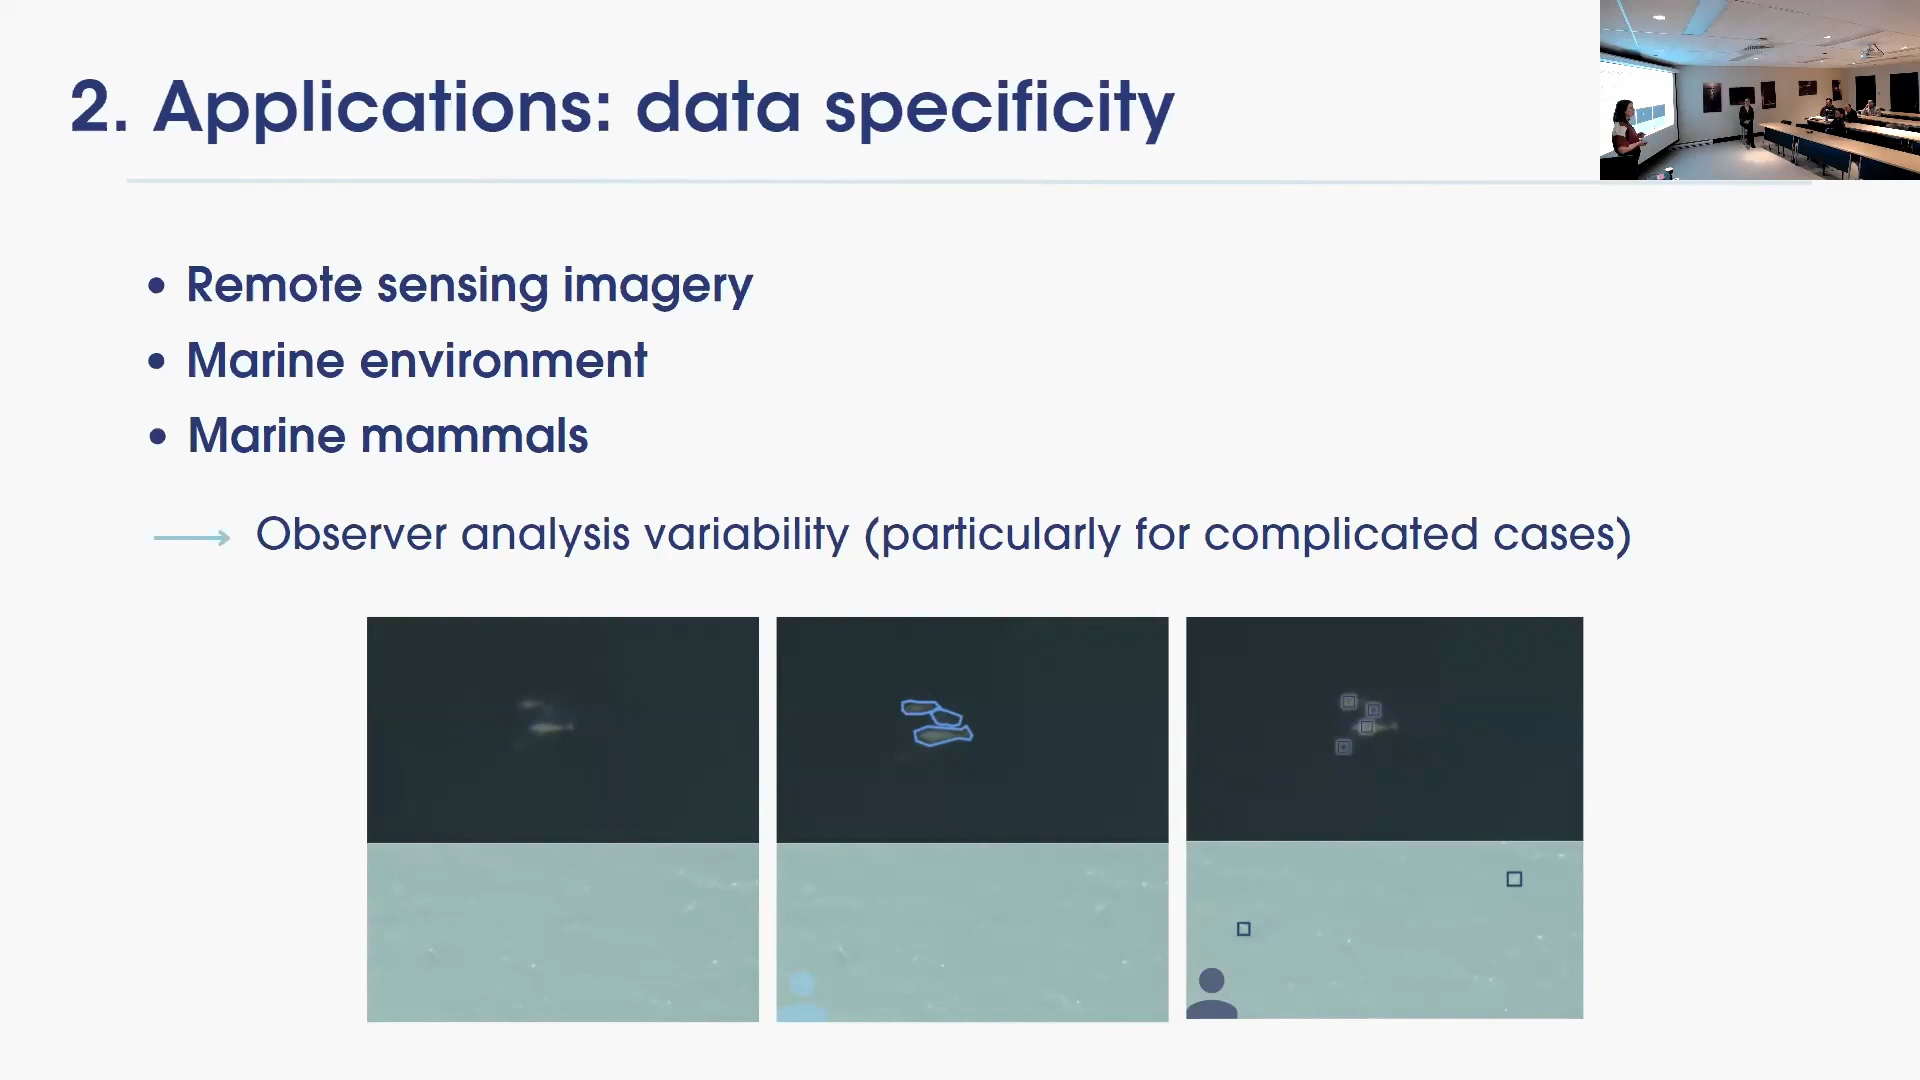 2. Applications: data specificity
• Remote sensing imagery
• Marine environment
• Marine mammals
Observer analysis variability (particularly for complicated cases)